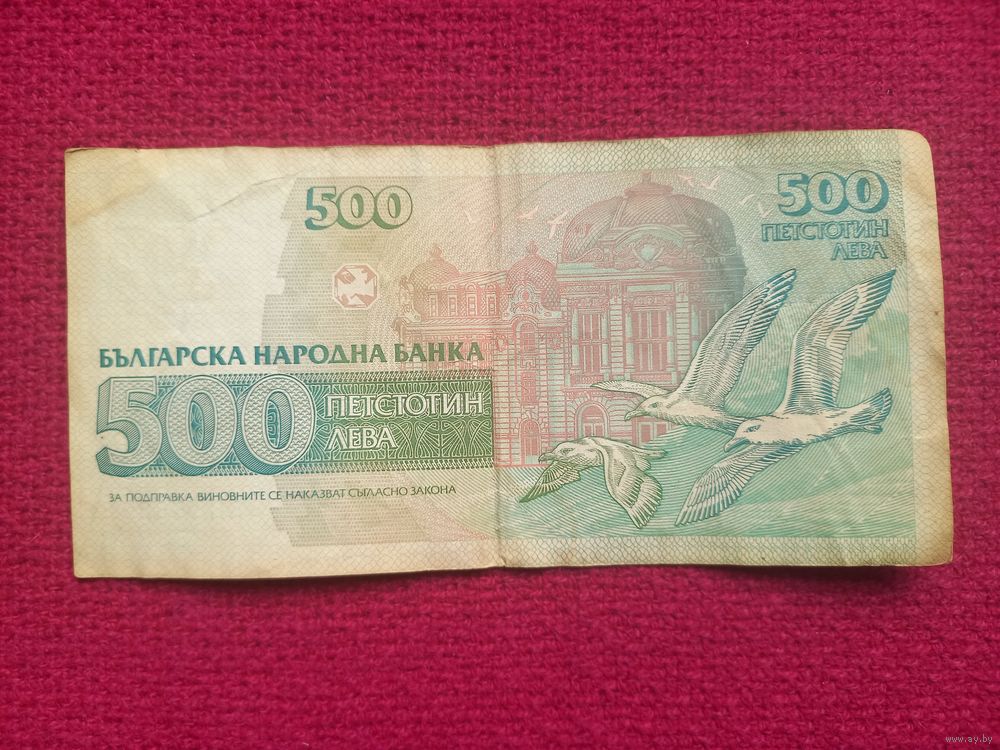 500
500
ПЕТСТОТИН
ЛЕВА
БЪЛГАРСКА НАРОДНА БАНКА
500 ПЕТСТОТИН
ЛЕВА
ЗА ПОДПРАВКА ВИНОВНИТЕ СЕ НАКАЗВАТ СЪГЛАСНО ЗАКОНА
www.ay.by